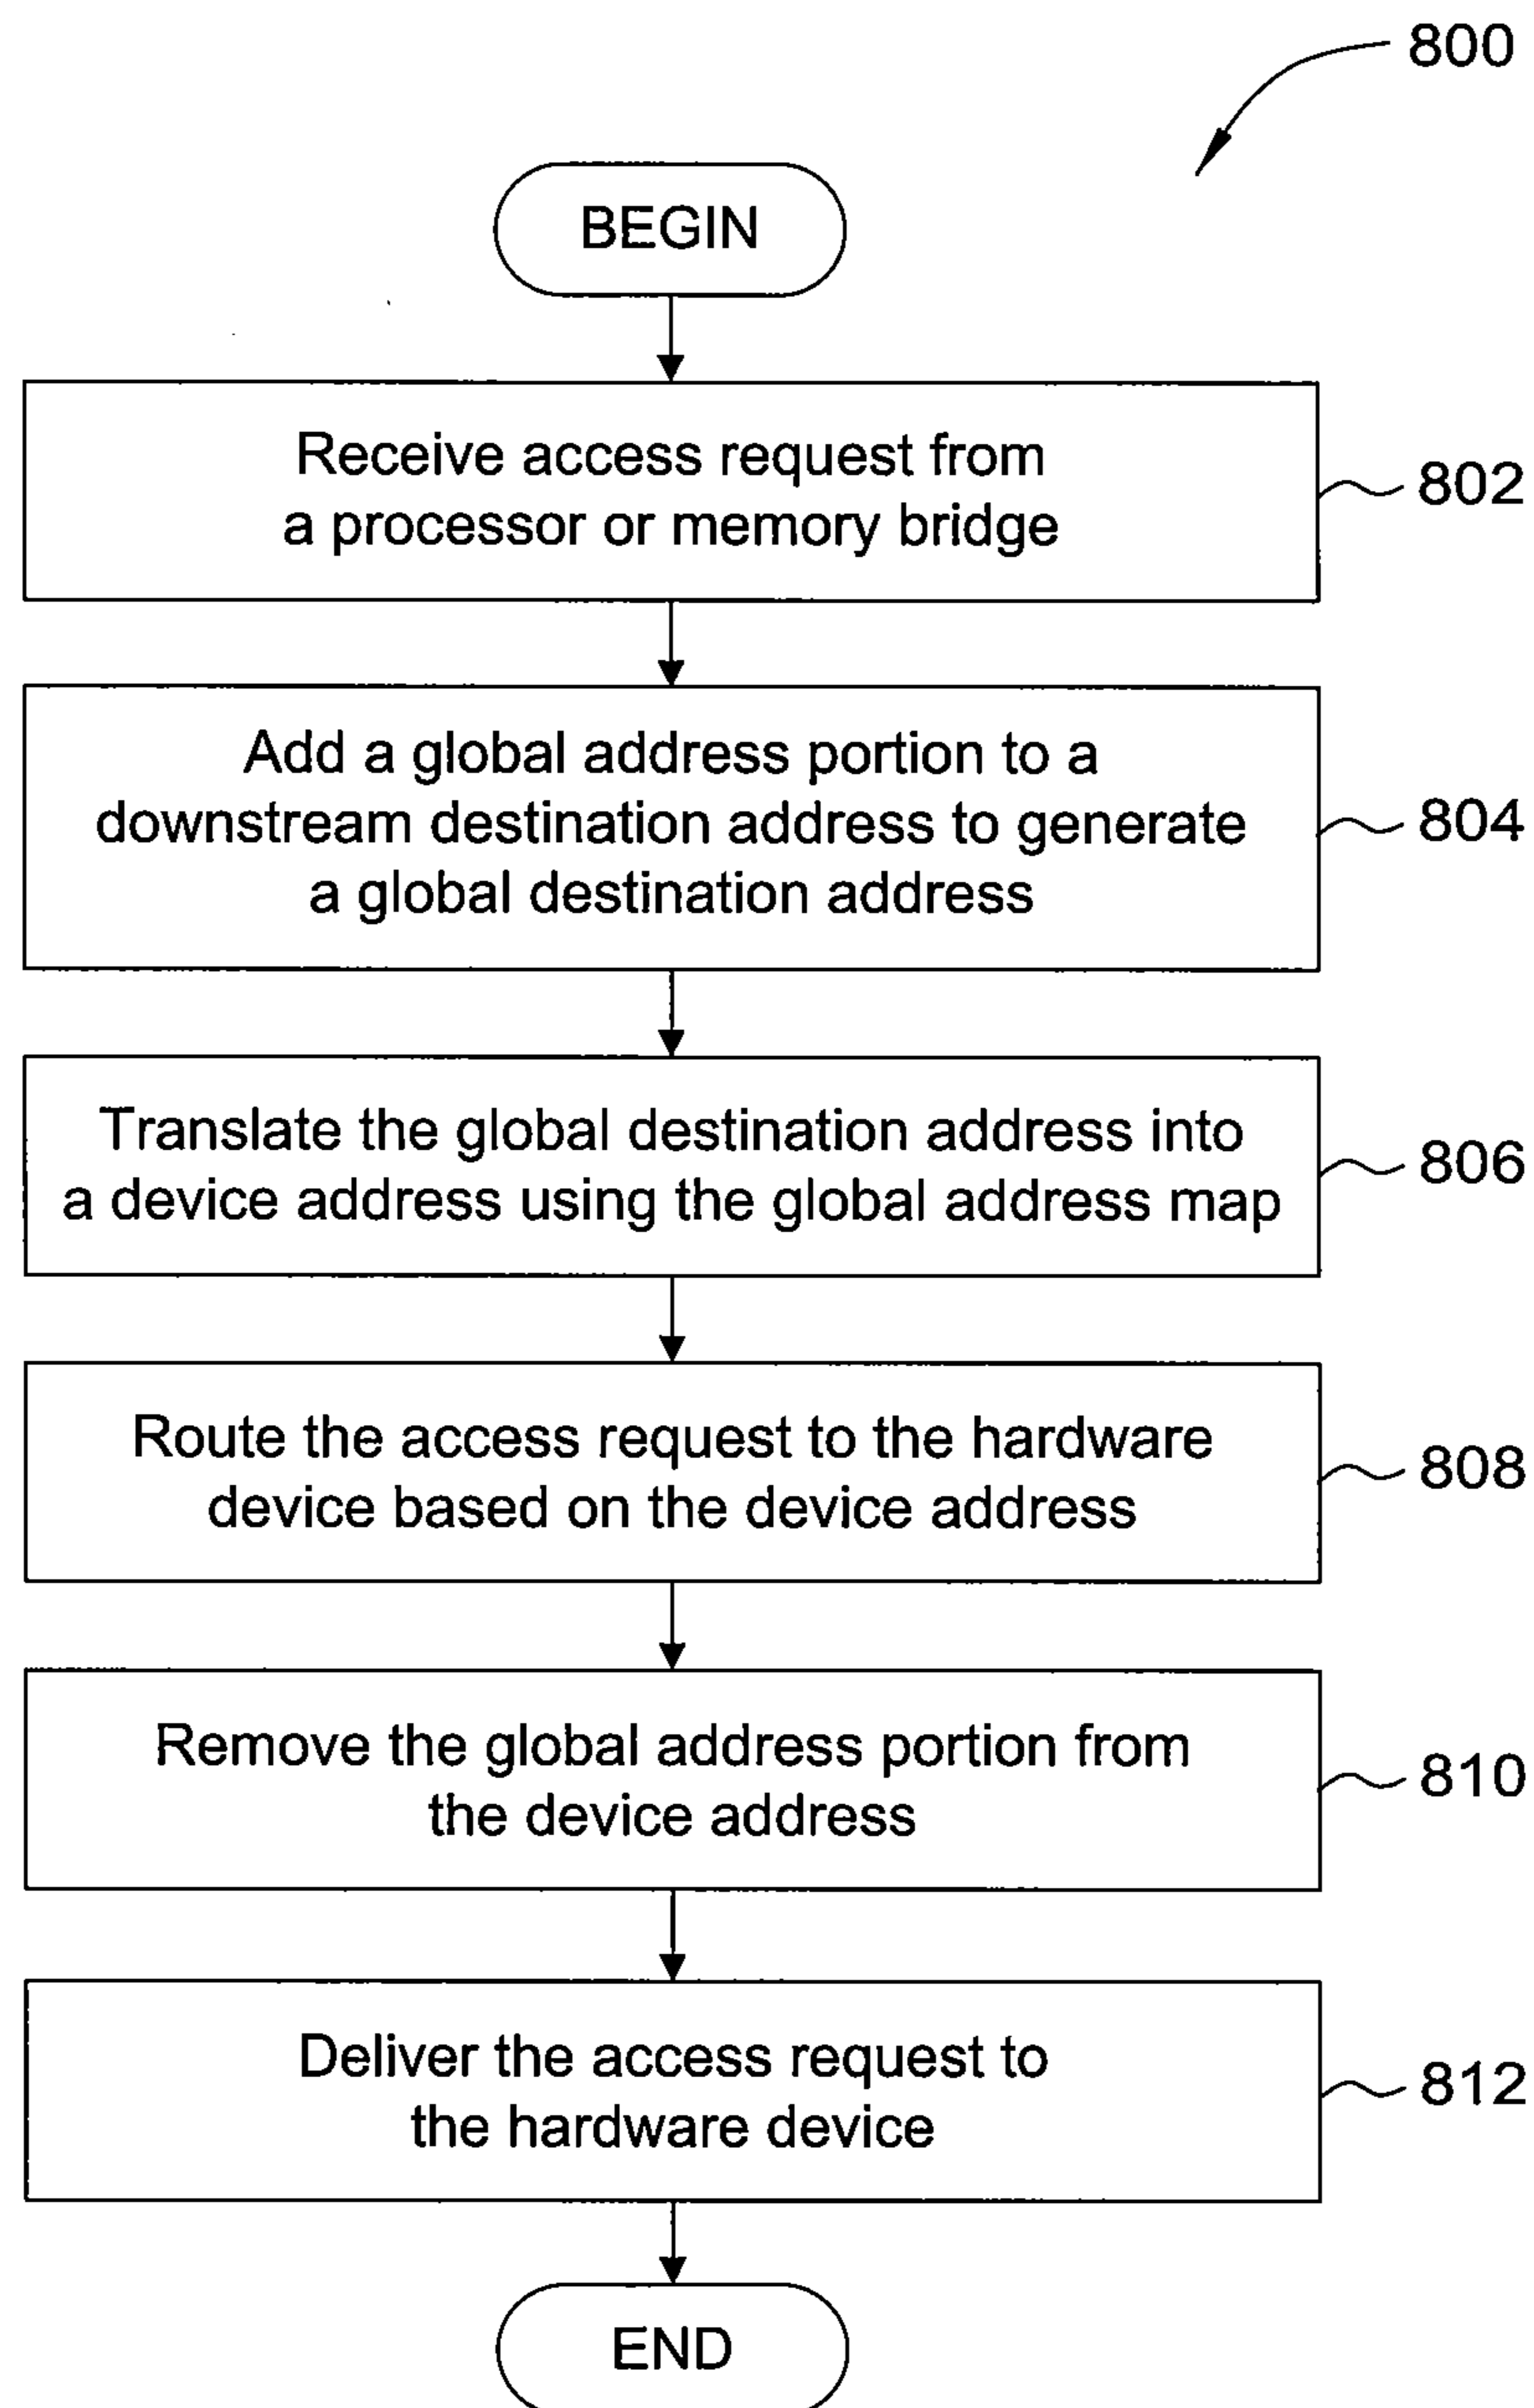 800
BEGIN
Receive access request from
a processor or memory bridge
802
Add a global address portion to a
downstream destination address to generate
a global destination address
804
Translate the global destination address into
a device address using the global address map
806
Route the access request to the hardware
device based on the device address
808
Remove the global address portion from
the device address
810
Deliver the access request to
the hardware device
812
END